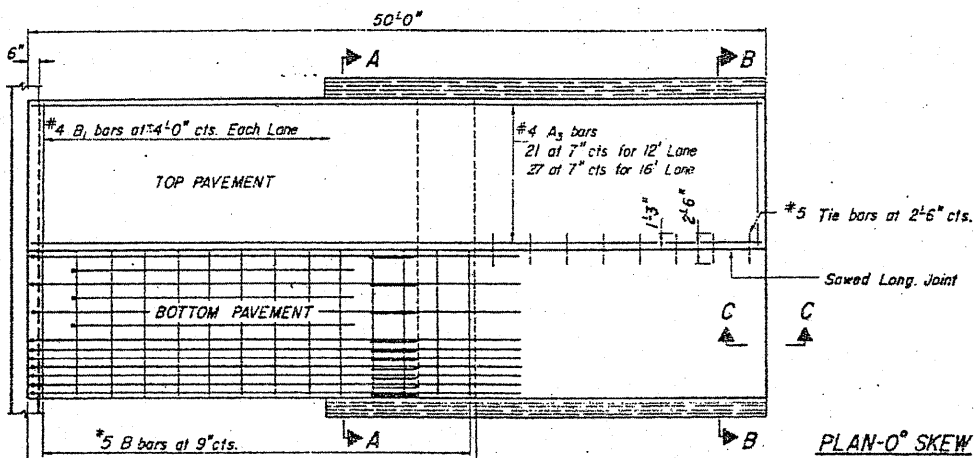 50'-0"
6"
A
B
#4 B₁ bars at ±4'-0" cts. Each Lane
#4 A₃ bars
21 at 7" cts for 12' Lane
27 at 7" cts for 16' Lane
TOP PAVEMENT
1'-3"
2'-6"
#5 Tie bars at 2'-6" cts.
Sawed Long. Joint
BOTTOM PAVEMENT
C C
#5 B bars at 9" cts.
A
B
PLAN-0° SKEW